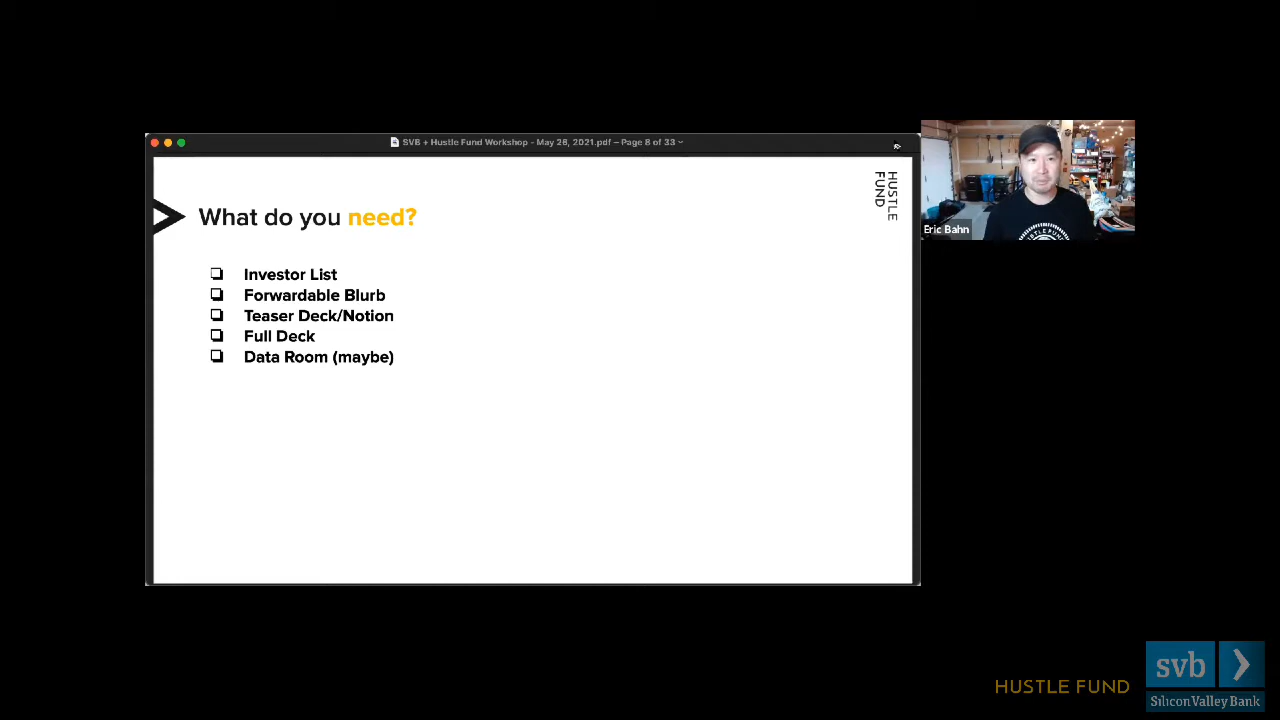 SVB + Hustle Fund Workshop - May 26, 2021.pdf – Page 8 of 33
HUSTLE
FUND
What do you need?
Investor List
Forwardable Blurb
Teaser Deck/Notion
Full Deck
Data Room (maybe)
Eric Bahn
HUSTLE FUND
svb
Silicon Valley Bank